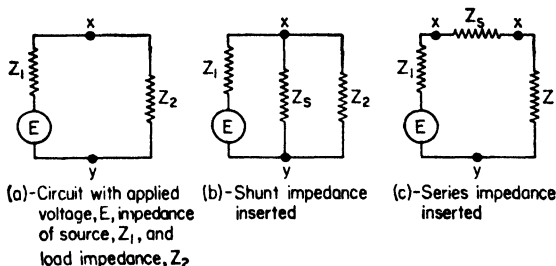 x
Z1
Z2
E
y
(a)-Circuit with applied
voltage, E, impedance
of source, Z1, and
load impedance, Z2
x
Z1
ZS
Z2
E
y
(b)-Shunt impedance
inserted
ZS
x
x
Z1
Z
E
y
(c)-Series impedance
inserted